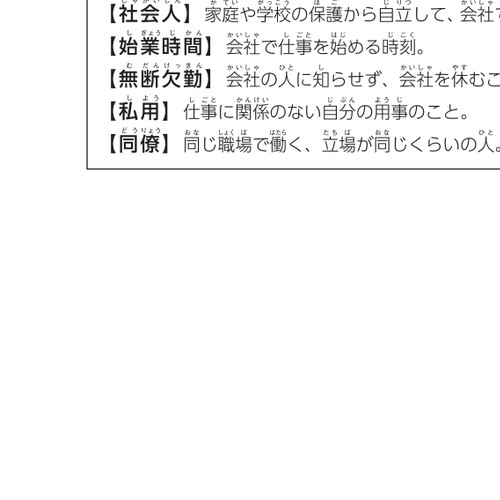 【社会人】 家庭や学校の保護から自立して、会社
【始業時間】 会社で仕事を始める時刻。
【無断欠勤】 会社の人に知らせず、会社を休むこ
【私用】 仕事に関係のない自分の用事のこと。
【同僚】 同じ職場で働く、立場が同じくらいの人。